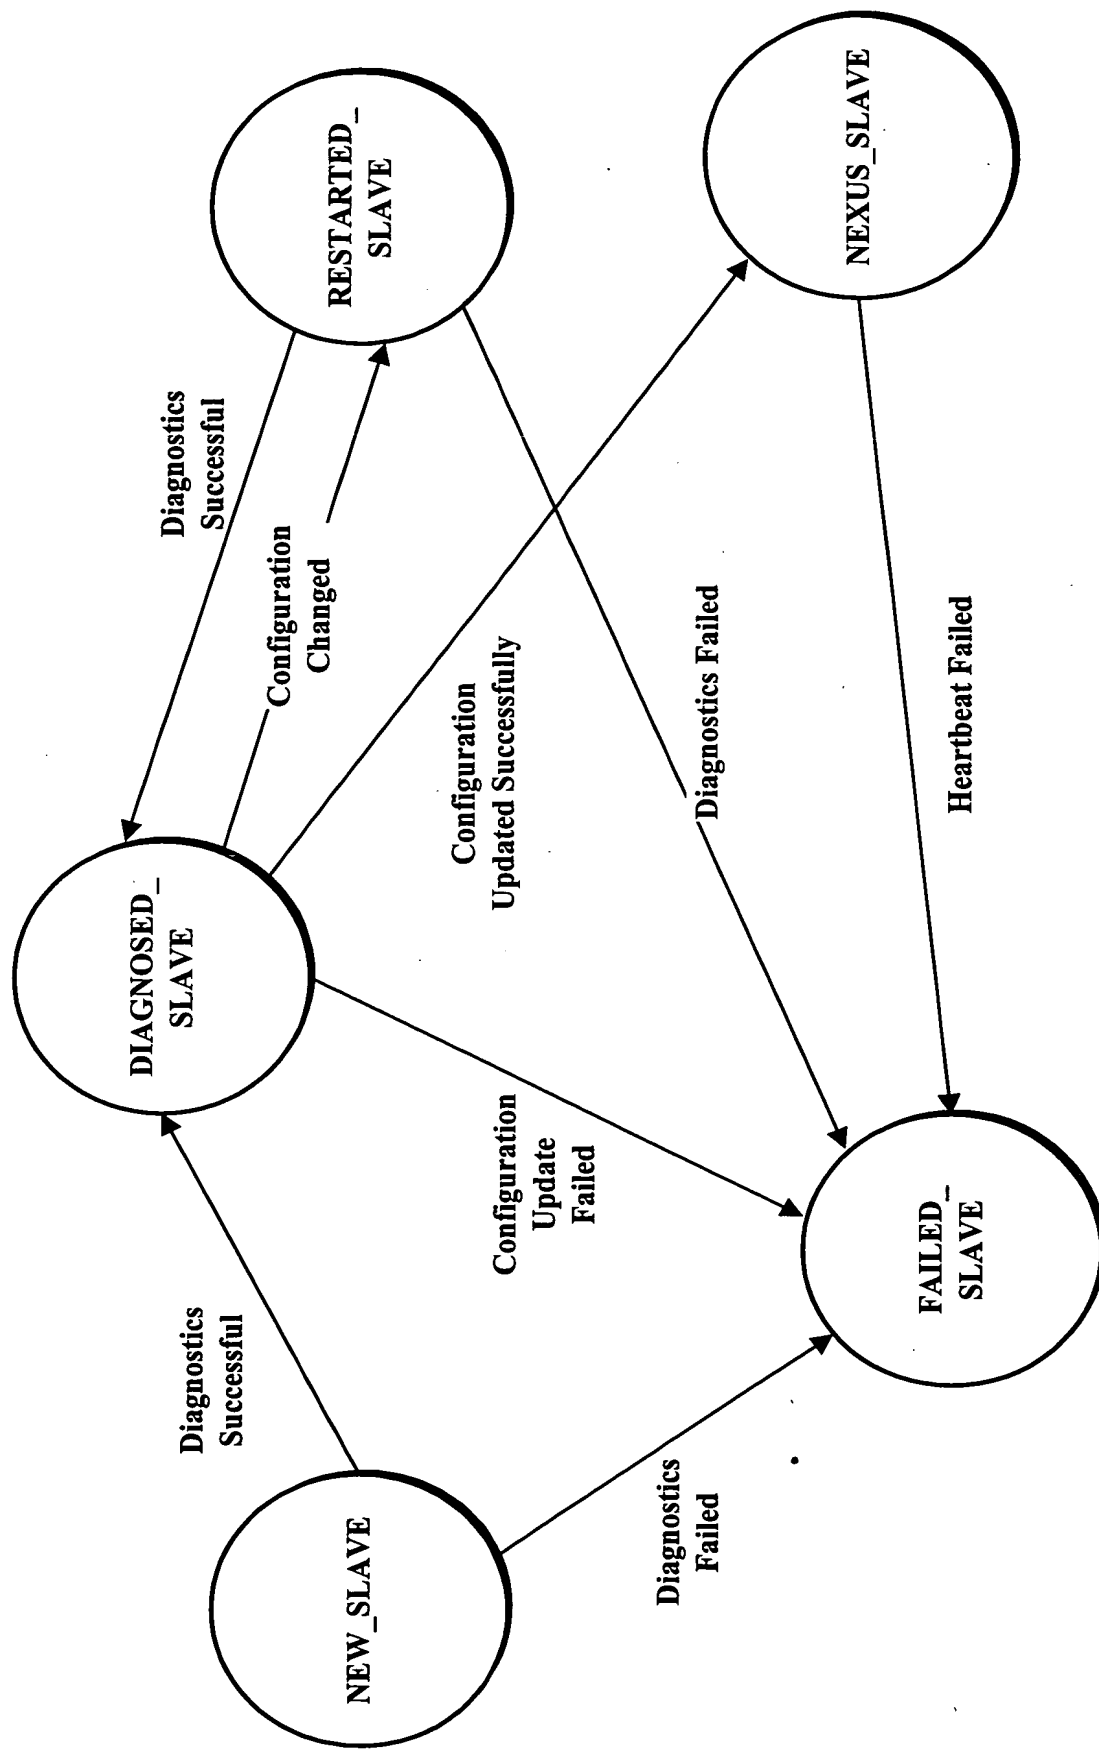 DIAGNOSED_
SLAVE
Diagnostics
Successful
Diagnostics
Successful
Configuration
Changed
NEW_SLAVE
RESTARTED_
SLAVE
Configuration
Updated Successfully
Configuration
Update
Failed
Diagnostics
Failed
Diagnostics Failed
NEXUS_SLAVE
FAILED_
SLAVE
Heartbeat Failed